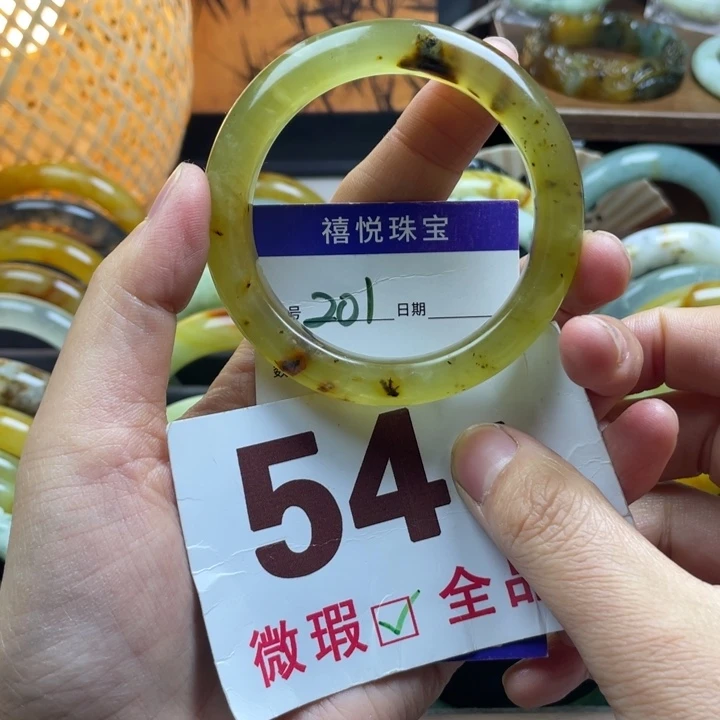 禧悦珠宝
号 201 日期
54
微瑕 ☑ 全品